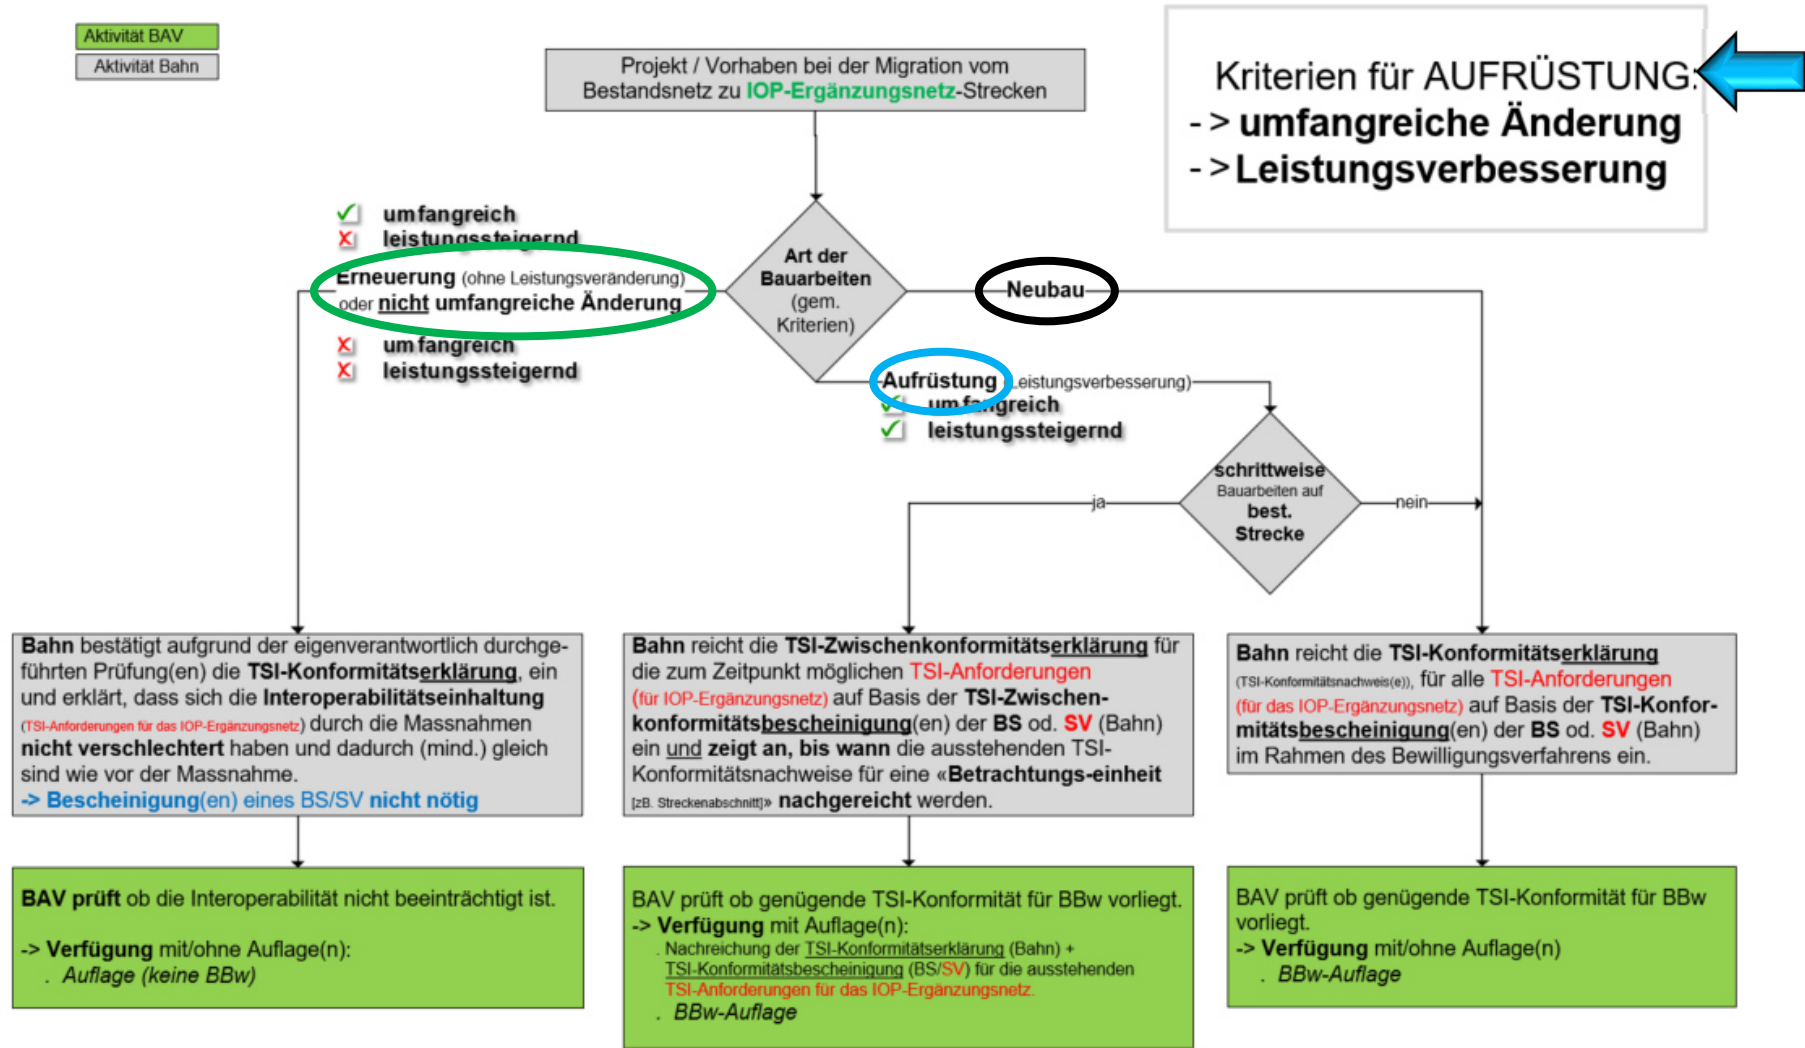 Aktivität BAV
Aktivität Bahn
Projekt / Vorhaben bei der Migration vom
Bestandsnetz zu IOP-Ergänzungsnetz-Strecken
Kriterien für AUFRÜSTUNG:
-> umfangreiche Änderung
->Leistungsverbesserung
umfangreich
leistungssteigernd
Erneuerung (ohne Leistungsveränderung)
oder nicht umfangreiche Änderung
umfangreich
leistungssteigernd
Art der
Bauarbeiten
(gem.
Kriterien)
Neubau
Aufrüstung (Leistungsverbesserung)
umfangreich
leistungssteigernd
schrittweise
Bauarbeiten auf
best.
Strecke
ja
nein
Bahn bestätigt aufgrund der eigenverantwortlich durchge-
führten Prüfung(en) die TSI-Konformitätserklärung, ein
und erklärt, dass sich die Interoperabilitätseinhaltung
(TSI-Anforderungen für das IOP-Ergänzungsnetz) durch die Massnahmen
nicht verschlechtert haben und dadurch (mind.) gleich
sind wie vor der Massnahme.
-> Bescheinigung(en) eines BS/SV nicht nötig
Bahn reicht die TSI-Zwischenkonformitätserklärung für
die zum Zeitpunkt möglichen TSI-Anforderungen
(für IOP-Ergänzungsnetz) auf Basis der TSI-Zwischen-
konformitätsbescheinigung(en) der BS od. SV (Bahn)
ein und zeigt an, bis wann die ausstehenden TSI-
Konformitätsnachweise für eine «Betrachtungs-einheit
[zB. Streckenabschnitt]» nachgereicht werden.
Bahn reicht die TSI-Konformitätserklärung
(TSI-Konformitätsnachweis(e)), für alle TSI-Anforderungen
(für das IOP-Ergänzungsnetz) auf Basis der TSI-Konfor-
mitätsbescheinigung(en) der BS od. SV (Bahn)
im Rahmen des Bewilligungsverfahrens ein.
BAV prüft ob die Interoperabilität nicht beeinträchtigt ist.
-> Verfügung mit/ohne Auflage(n):
. Auflage (keine BBw)
BAV prüft ob genügende TSI-Konformität für BBw vorliegt.
-> Verfügung mit Auflage(n):
. Nachreichung der TSI-Konformitätserklärung (Bahn) +
TSI-Konformitätsbescheinigung (BS/SV) für die ausstehenden
TSI-Anforderungen für das IOP-Ergänzungsnetz.
. BBw-Auflage
BAV prüft ob genügende TSI-Konformität für BBw
vorliegt.
-> Verfügung mit/ohne Auflage(n)
. BBw-Auflage